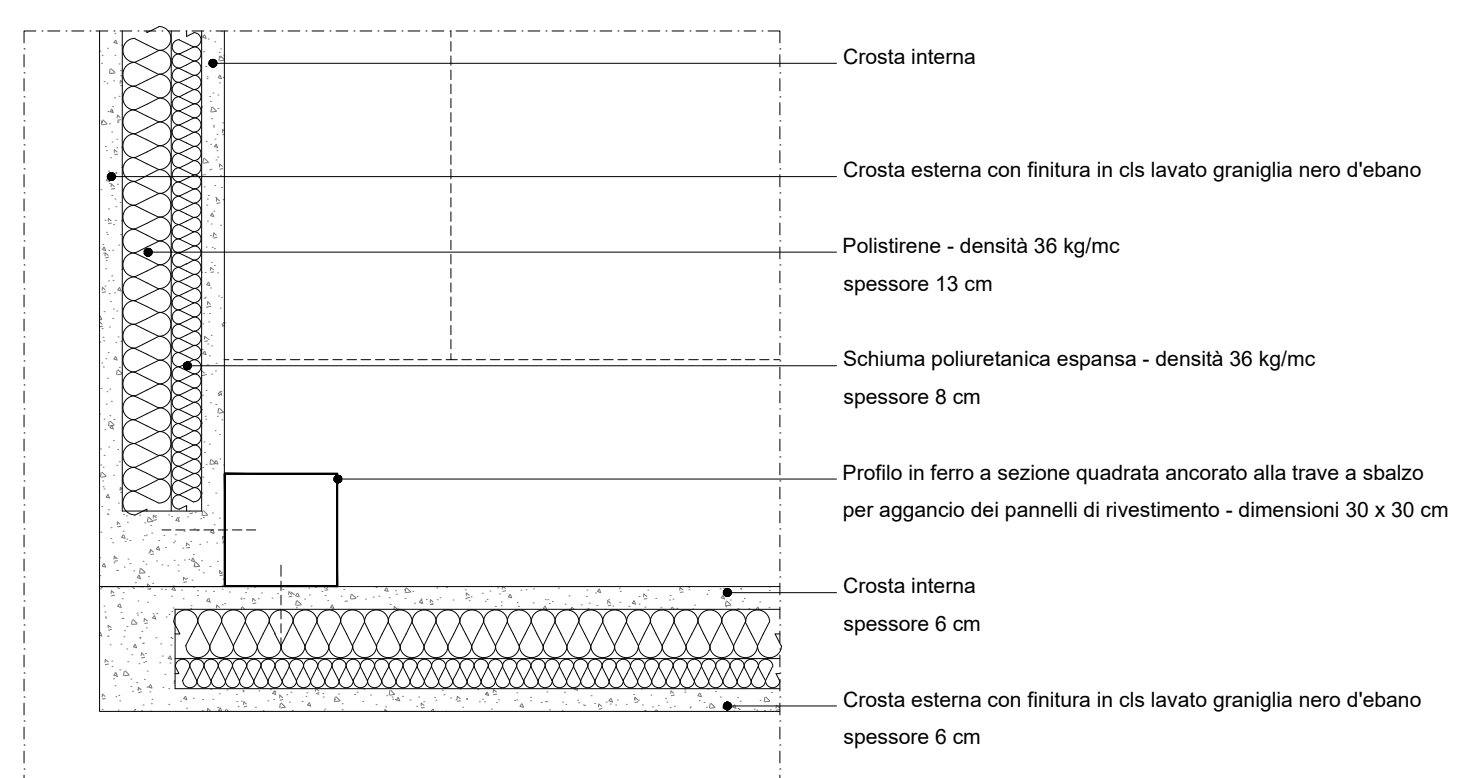 Crosta interna
Crosta esterna con finitura in cls lavato graniglia nero d'ebano
Polistirene - densità 36 kg/mc
spessore 13 cm
Schiuma poliuretanica espansa - densità 36 kg/mc
spessore 8 cm
Profilo in ferro a sezione quadrata ancorato alla trave a sbalzo
per aggancio dei pannelli di rivestimento - dimensioni 30 x 30 cm
Crosta interna
spessore 6 cm
Crosta esterna con finitura in cls lavato graniglia nero d'ebano
spessore 6 cm